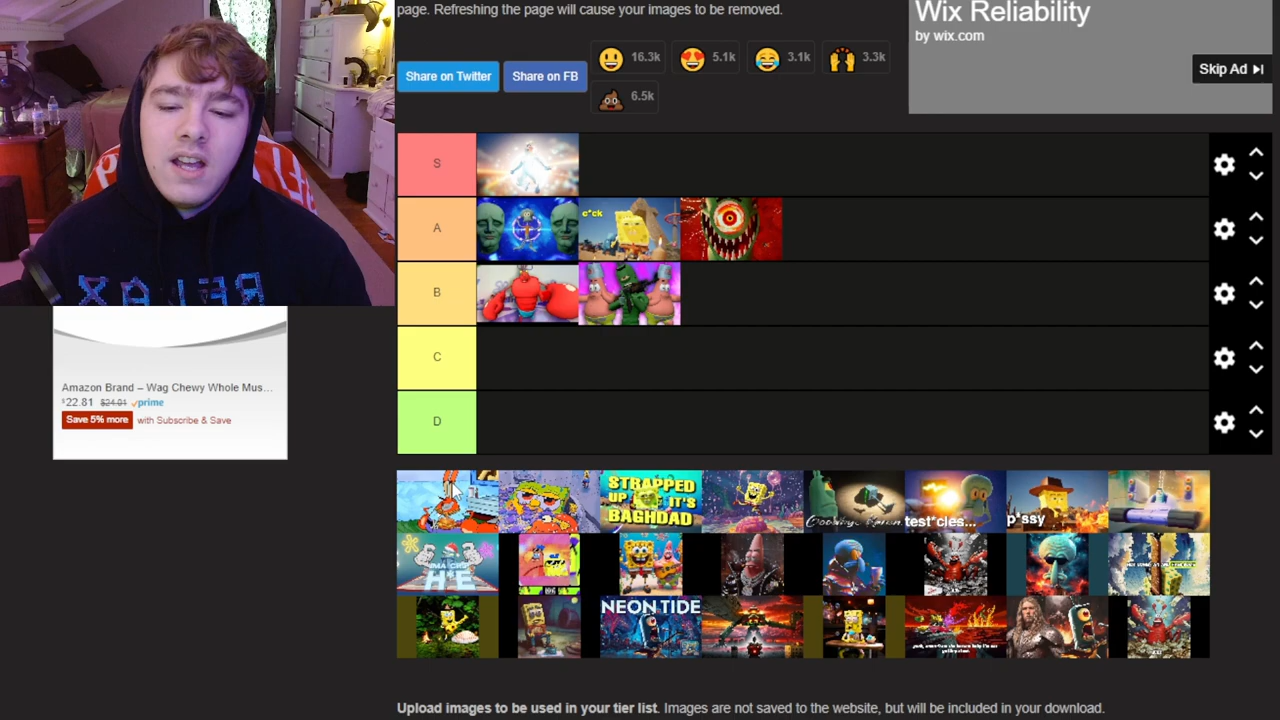 page. Refreshing the page will cause your images to be removed.
Wix Reliability
by wix.com
Skip Ad
Share on Twitter
Share on FB
16.3k
5.1k
3.1k
3.3k
6.5k
S
A
c*ck
B
C
D
RELAX
Amazon Brand – Wag Chewy Whole Mus...
$22.81 $24.01 prime
Save 5% more with Subscribe & Save
STRAPPED
UP
IT'S
BAGHDAD
test*cles...
p*ssy
NEON TIDE
Upload images to be used in your tier list. Images are not saved to the website, but will be included in your download.